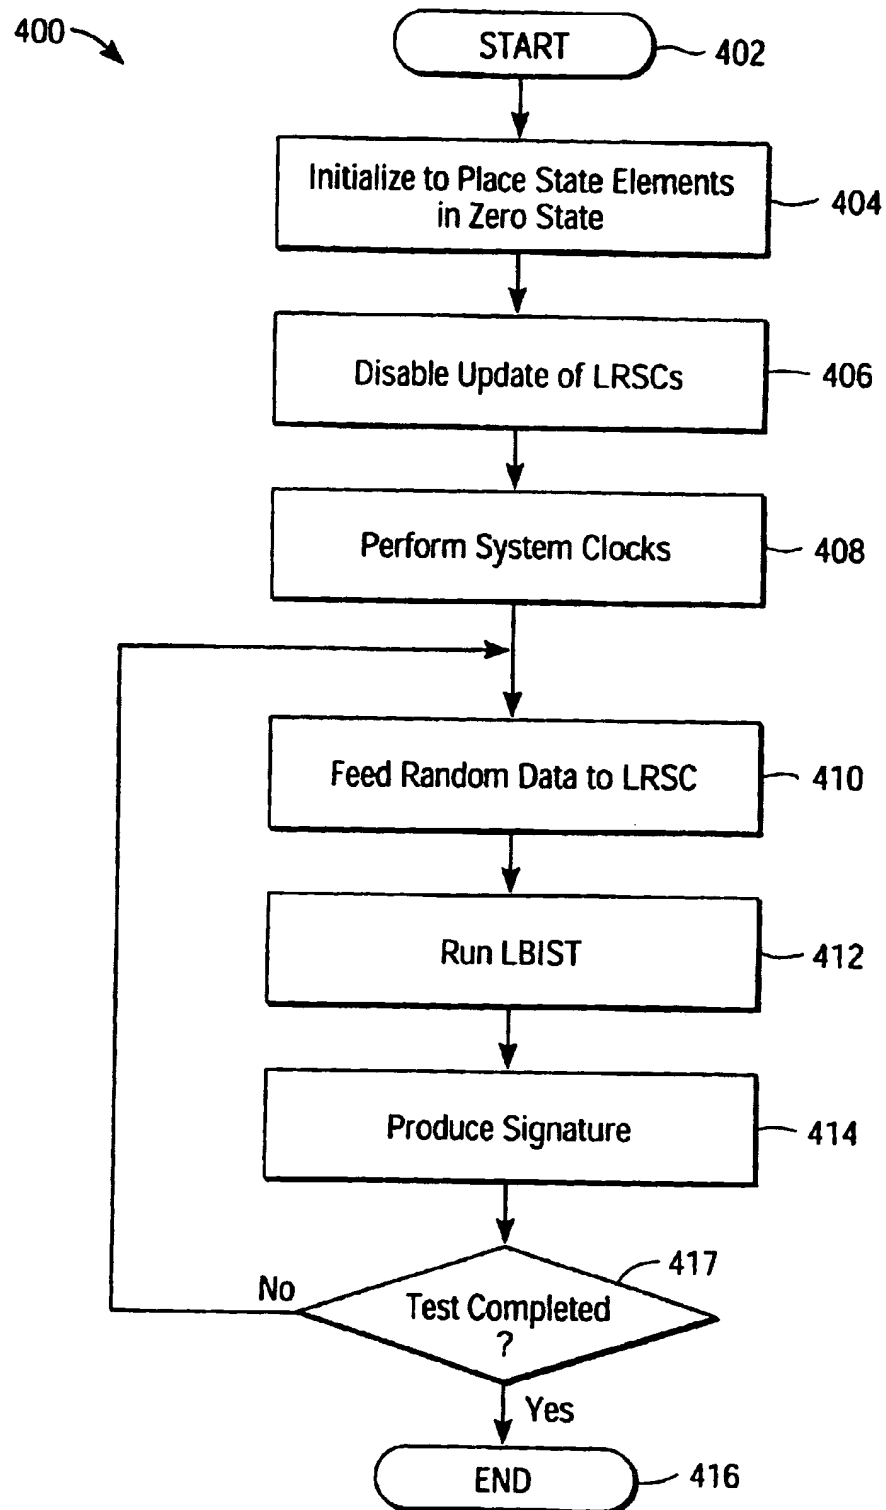 400
START
402
Initialize to Place State Elements
in Zero State
404
Disable Update of LRSCs
406
Perform System Clocks
408
Feed Random Data to LRSC
410
Run LBIST
412
Produce Signature
414
417
No
Test Completed
?
Yes
END
416